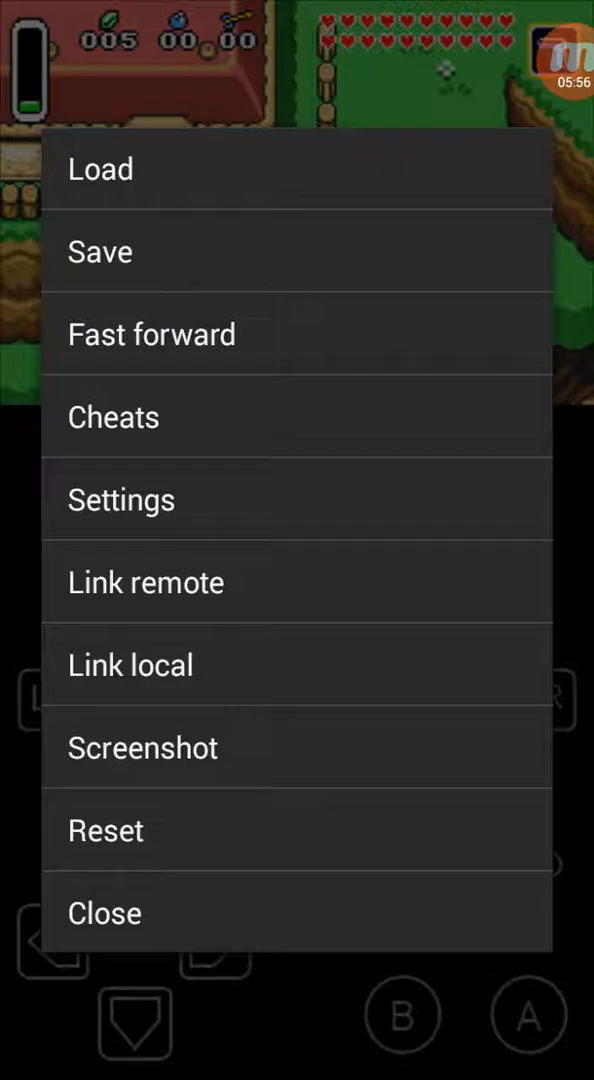 005 00 00
05:56
Load
Save
Fast forward
Cheats
Settings
Link remote
Link local
Screenshot
Reset
Close
L
R
B
A